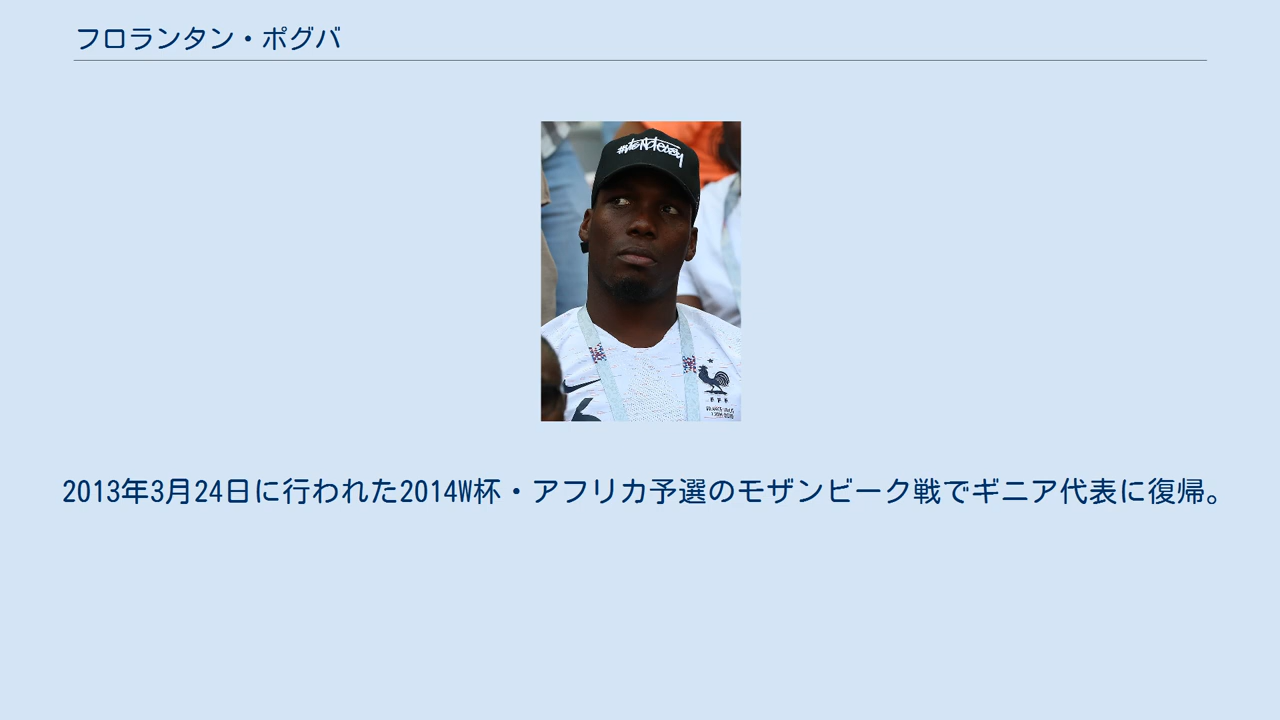 フロランタン・ポグバ
2013年3月24日に行われた2014W杯・アフリカ予選のモザンビーク戦でギニア代表に復帰。